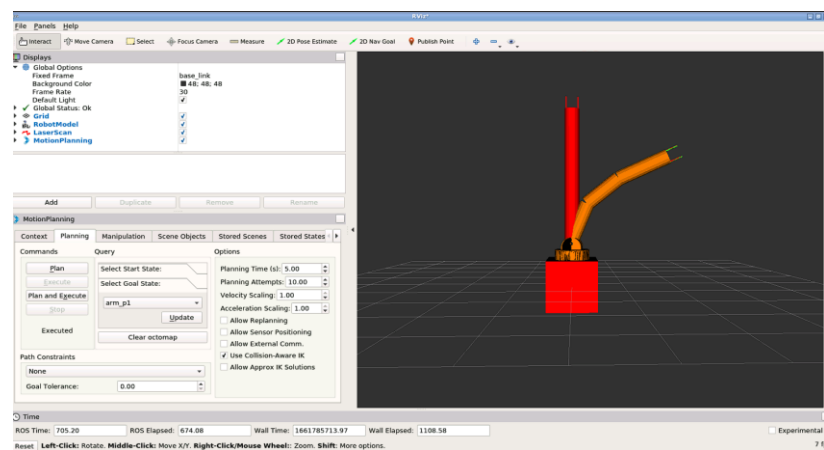 RViz*
File Panels Help
Interact Move Camera Select Focus Camera Measure 2D Pose Estimate 2D Nav Goal Publish Point
Displays
Global Options
Fixed Frame base_link
Background Color 48; 48; 48
Frame Rate 30
Default Light
Global Status: Ok
Grid
RobotModel
LaserScan
MotionPlanning
Add Duplicate Remove Rename
MotionPlanning
Context Planning Manipulation Scene Objects Stored Scenes Stored States
Commands Query Options
Plan Select Start State: Planning Time (s): 5.00
Execute Select Goal State: Planning Attempts: 10.00
Plan and Execute arm_p1 Velocity Scaling: 1.00
Stop Update Acceleration Scaling: 1.00
Allow Replanning
Executed Clear octomap Allow Sensor Positioning
Allow External Comm.
Path Constraints Use Collision-Aware IK
None Allow Approx IK Solutions
Goal Tolerance: 0.00
Time
ROS Time: 705.20 ROS Elapsed: 674.08 Wall Time: 1661785713.97 Wall Elapsed: 1108.58 Experimental
Reset Left-Click: Rotate. Middle-Click: Move X/Y. Right-Click/Mouse Wheel:: Zoom. Shift: More options.